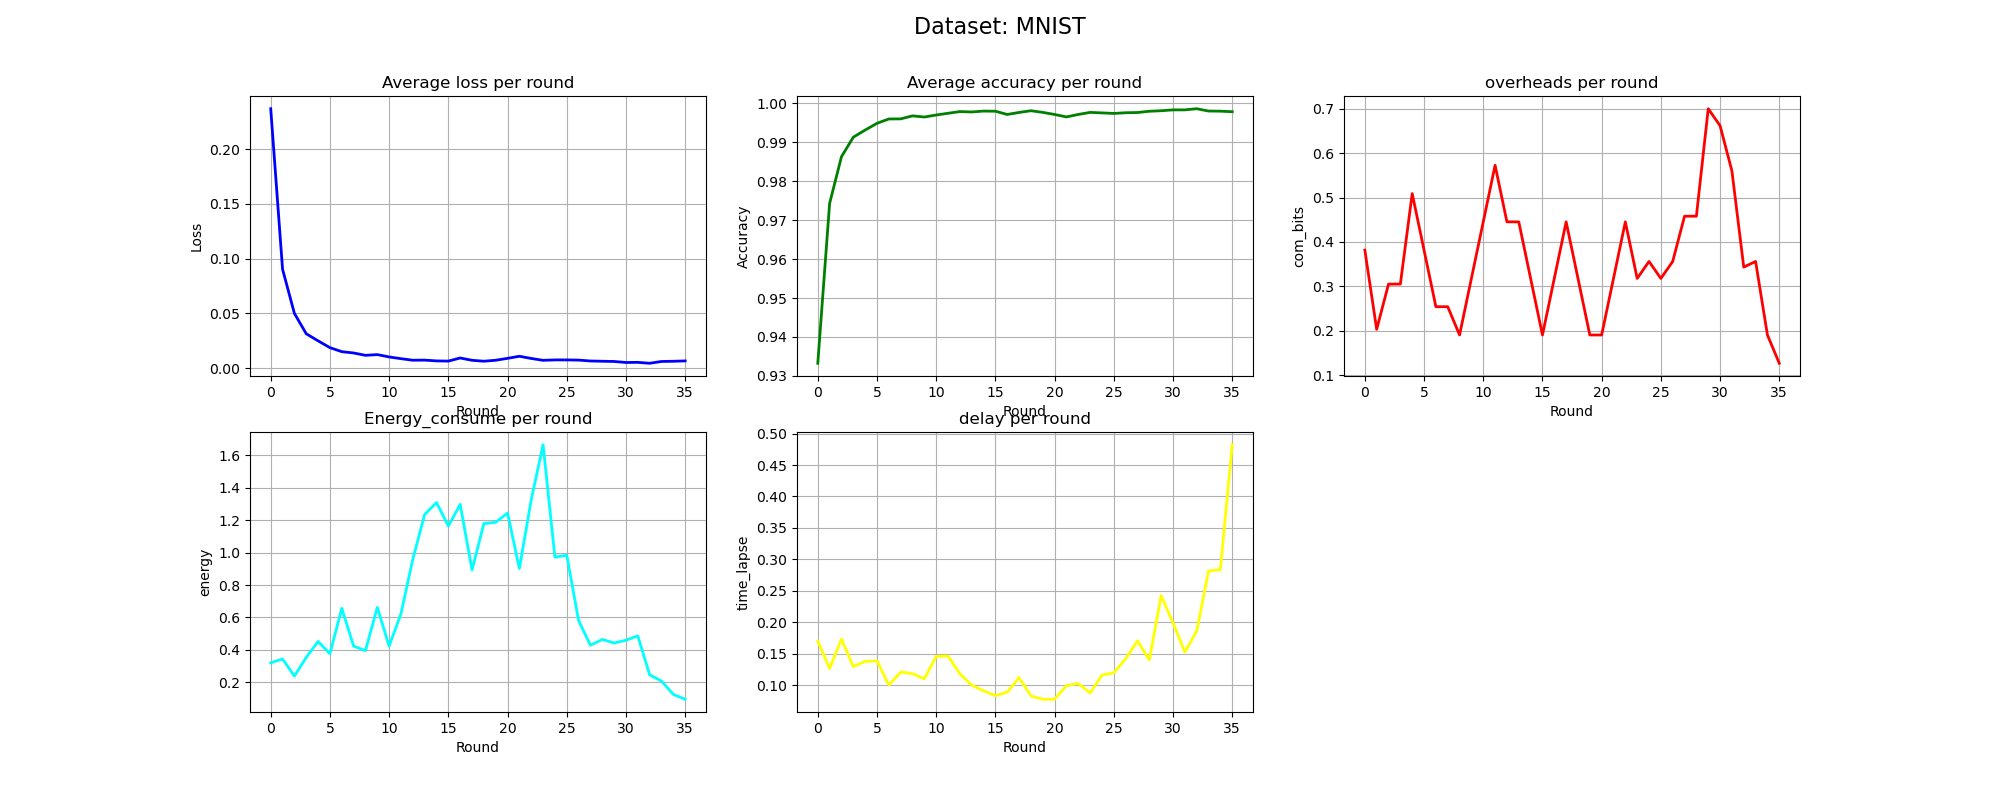 Dataset: MNIST
Average loss per round
Loss
0.20
0.15
0.10
0.05
0.00
0 5 10 15 20 25 30 35
Round
Average accuracy per round
Accuracy
1.00
0.99
0.98
0.97
0.96
0.95
0.94
0.93
0 5 10 15 20 25 30 35
Round
overheads per round
com_bits
0.7
0.6
0.5
0.4
0.3
0.2
0.1
0 5 10 15 20 25 30 35
Round
Energy_consume per round
energy
1.6
1.4
1.2
1.0
0.8
0.6
0.4
0.2
0 5 10 15 20 25 30 35
Round
delay per round
time_lapse
0.50
0.45
0.40
0.35
0.30
0.25
0.20
0.15
0.10
0 5 10 15 20 25 30 35
Round